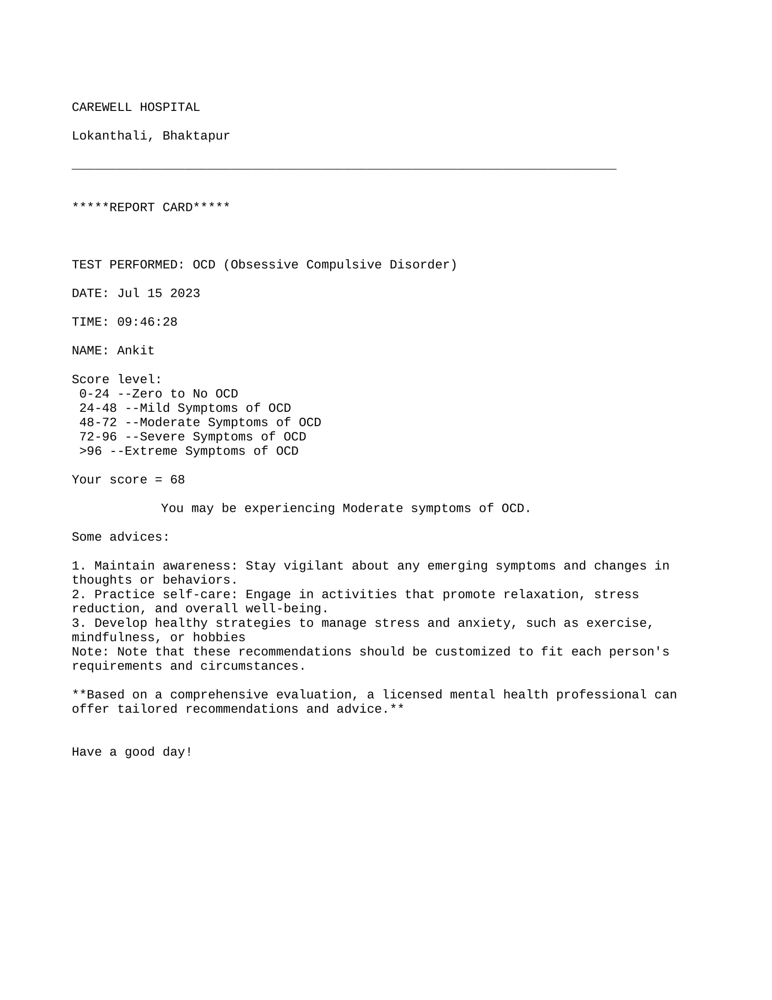 CAREWELL HOSPITAL
Lokanthali, Bhaktapur
________________________________________________________________________
*****REPORT CARD*****
TEST PERFORMED: OCD (Obsessive Compulsive Disorder)
DATE: Jul 15 2023
TIME: 09:46:28
NAME: Ankit
Score level:
0-24 --Zero to No OCD
24-48 --Mild Symptoms of OCD
48-72 --Moderate Symptoms of OCD
72-96 --Severe Symptoms of OCD
>96 --Extreme Symptoms of OCD
Your score = 68
You may be experiencing Moderate symptoms of OCD.
Some advices:
1. Maintain awareness: Stay vigilant about any emerging symptoms and changes in
thoughts or behaviors.
2. Practice self-care: Engage in activities that promote relaxation, stress
reduction, and overall well-being.
3. Develop healthy strategies to manage stress and anxiety, such as exercise,
mindfulness, or hobbies
Note: Note that these recommendations should be customized to fit each person's
requirements and circumstances.
**Based on a comprehensive evaluation, a licensed mental health professional can
offer tailored recommendations and advice.**
Have a good day!